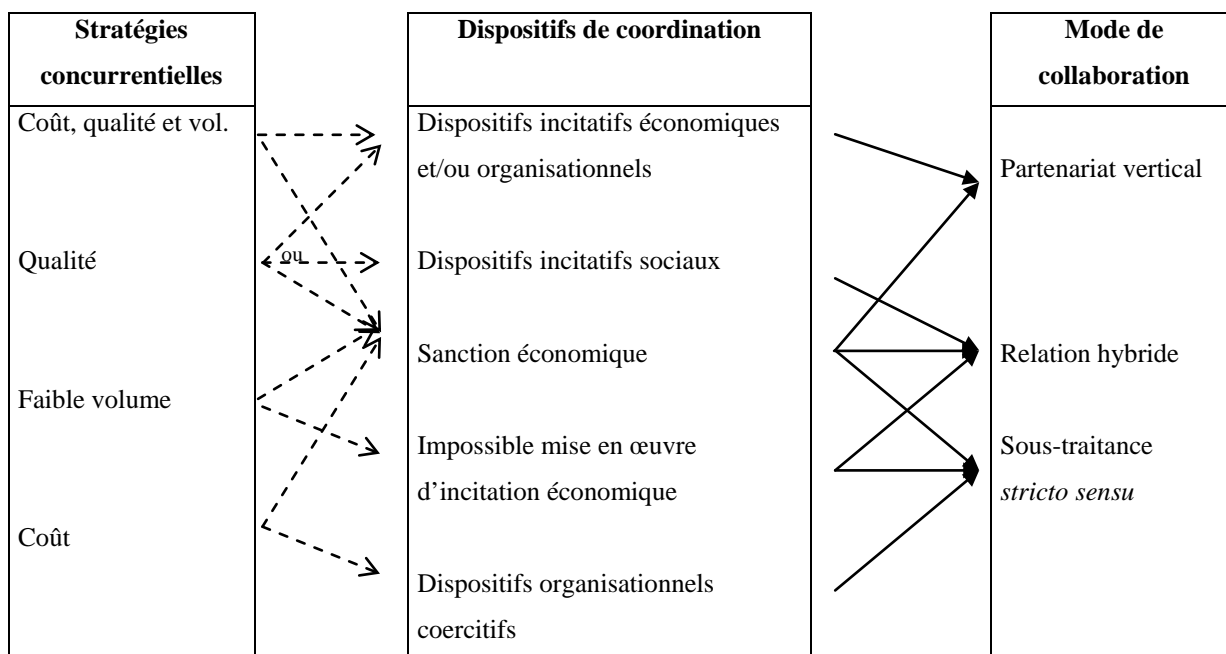 Stratégies
concurrentielles
Coût, qualité et vol.
Qualité
Faible volume
Coût
ou
Dispositifs de coordination
Dispositifs incitatifs économiques
et/ou organisationnels
Dispositifs incitatifs sociaux
Sanction économique
Impossible mise en œuvre
d’incitation économique
Dispositifs organisationnels
coercitifs
Mode de
collaboration
Partenariat vertical
Relation hybride
Sous-traitance
stricto sensu